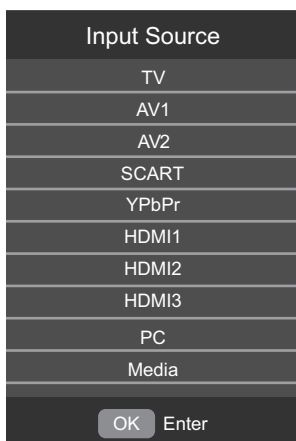 Input Source
TV
AV1
AV2
SCART
YPbPr
HDMI1
HDMI2
HDMI3
PC
Media
OK Enter